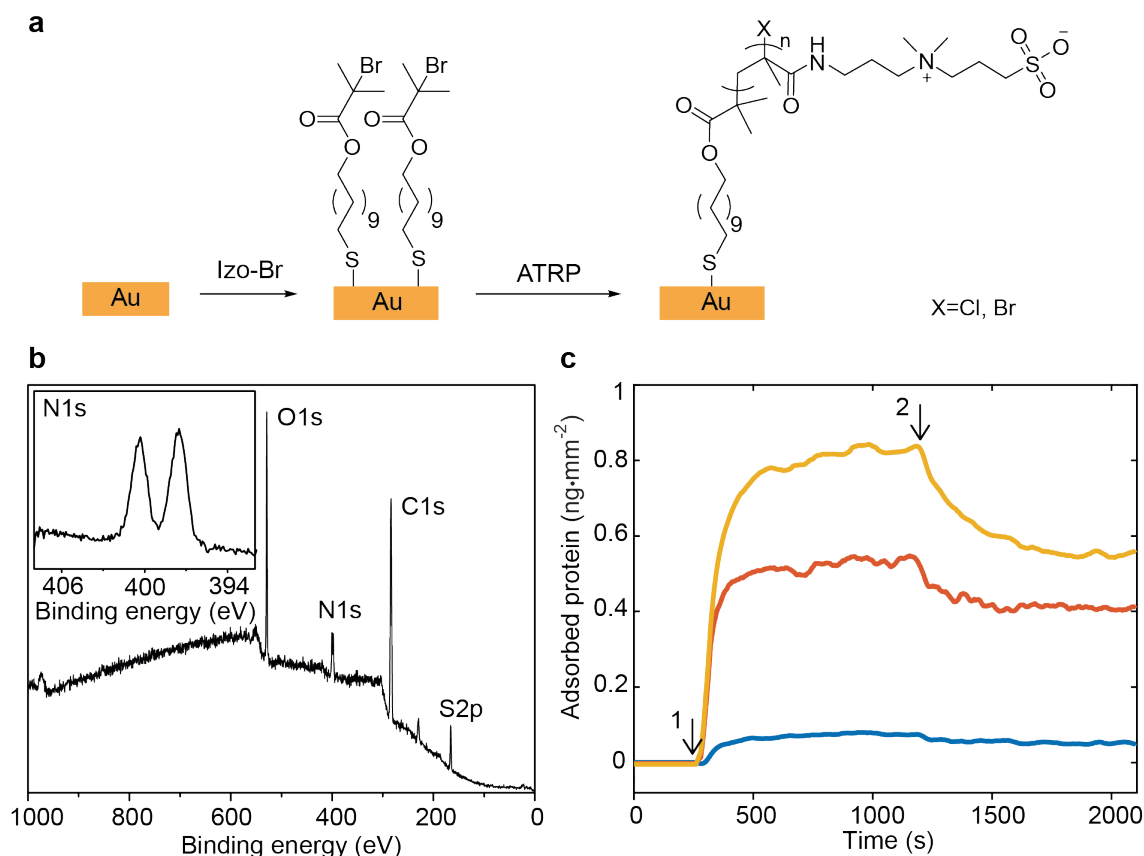 a
Br
Br
O
O
O
O
9
9
S
S
Au
Izo-Br
Au
ATRP
X
n
H
N
O
N
+
O
S
O
O
−
O
O
9
S
Au
X=Cl, Br
b
N1s
406
400
394
Binding energy (eV)
O1s
N1s
C1s
S2p
1000
800
600
400
200
0
Binding energy (eV)
c
1
0.8
0.6
0.4
0.2
0
Adsorbed protein (ng·mm-2)
1
2
0
500
1000
1500
2000
Time (s)